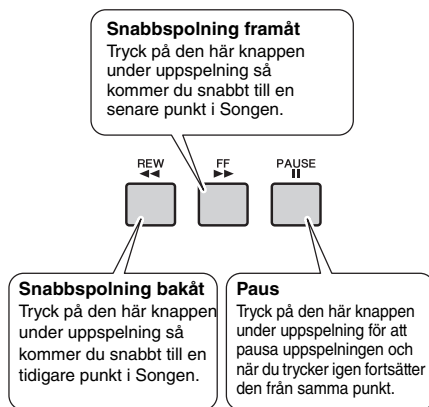 Snabbspolning framåt
Tryck på den här knappen
under uppspelning så
kommer du snabbt till en
senare punkt i Songen.
REW
FF
PAUSE
Snabbspolning bakåt
Tryck på den här knappen
under uppspelning så
kommer du snabbt till en
tidigare punkt i Songen.
Paus
Tryck på den här knappen
under uppspelning för att
pausa uppspelningen och
när du trycker igen fortsätter
den från samma punkt.